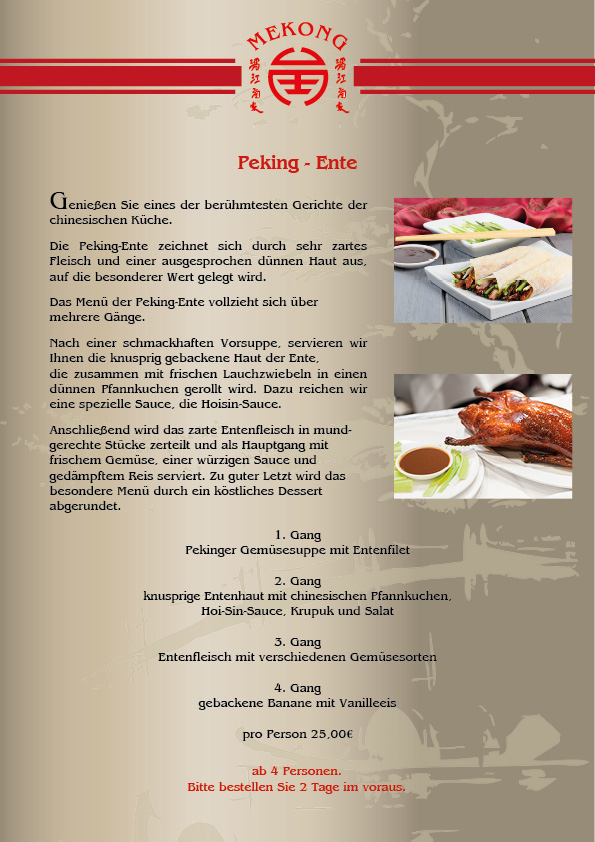 MEKONG
Peking - Ente
Genießen Sie eines der berühmtesten Gerichte der
chinesischen Küche.
Die Peking-Ente zeichnet sich durch sehr zartes
Fleisch und einer ausgesprochen dünnen Haut aus,
auf die besonderer Wert gelegt wird.
Das Menü der Peking-Ente vollzieht sich über
mehrere Gänge.
Nach einer schmackhaften Vorsuppe, servieren wir
Ihnen die knusprig gebackene Haut der Ente,
die zusammen mit frischen Lauchzwiebeln in einen
dünnen Pfannkuchen gerollt wird. Dazu reichen wir
eine spezielle Sauce, die Hoisin-Sauce.
Anschließend wird das zarte Entenfleisch in mund-
gerechte Stücke zerteilt und als Hauptgang mit
frischem Gemüse, einer würzigen Sauce und
gedämpftem Reis serviert. Zu guter Letzt wird das
besondere Menü durch ein köstliches Dessert
abgerundet.
1. Gang
Pekinger Gemüsesuppe mit Entenfilet
2. Gang
knusprige Entenhaut mit chinesischen Pfannkuchen,
Hoi-Sin-Sauce, Krupuk und Salat
3. Gang
Entenfleisch mit verschiedenen Gemüsesorten
4. Gang
gebackene Banane mit Vanilleeis
pro Person 25,00€
ab 4 Personen.
Bitte bestellen Sie 2 Tage im voraus.